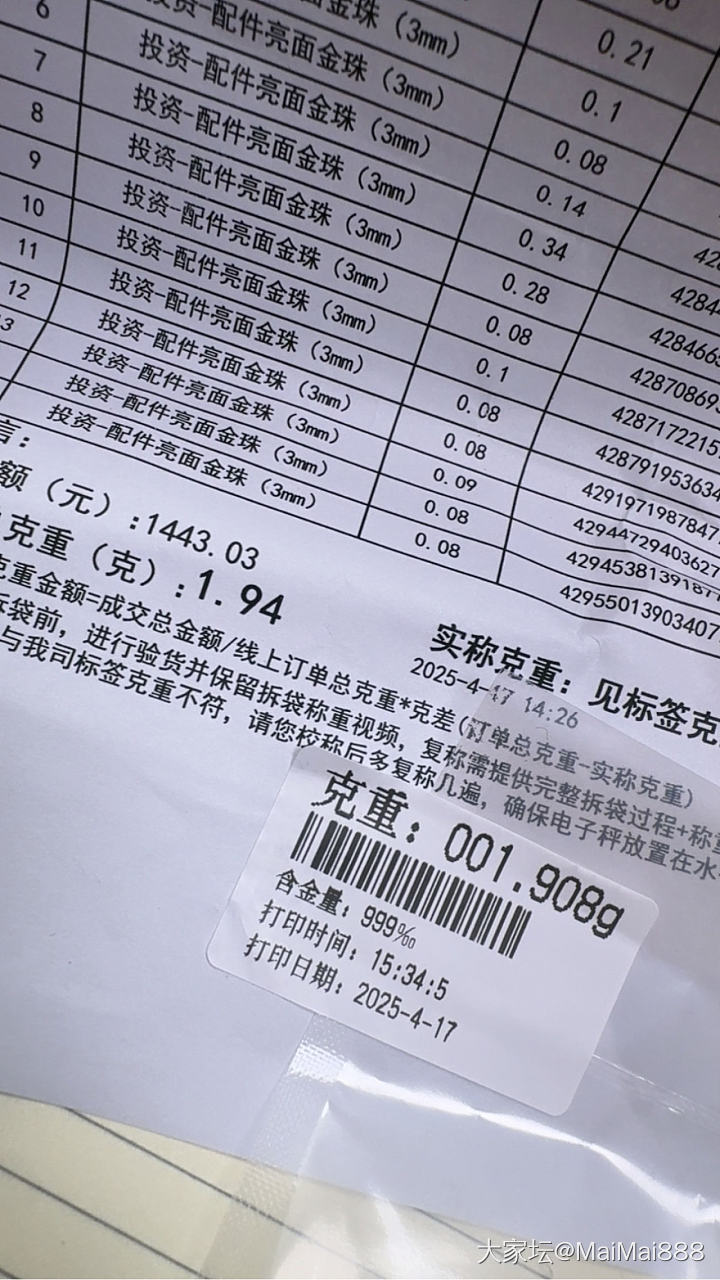 0.21
（3mm） 0.1
面金珠（3mm） 0.08
6 投资-配件亮面金珠（3mm） 0.14 42
7 投资-配件亮面金珠（3mm） 0.34 4284
8 投资-配件亮面金珠（3mm） 0.28 428466
9 投资-配件亮面金珠（3mm） 0.08 42870869
10 投资-配件亮面金珠（3mm） 0.1 4287172215
11 投资-配件亮面金珠（3mm） 0.08 428791953634
12 投资-配件亮面金珠（3mm） 0.08 4291971987847
3 投资-配件亮面金珠（3mm） 0.09 42944729403627
投资-配件亮面金珠（3mm） 0.08 4294538139187
投资-配件亮面金珠（3mm） 0.08 42955013903407
言：
额（元）:1443.03
克重（克）:1.94
实称克重：见标签克
2025-4-17 14:26
克重金额=成交总金额/线上订单总克重*克差(订单总克重-实称克重)
拆袋前，进行验货并保留拆袋称重视频，复称需提供完整拆袋过程+称重
与我司标签克重不符，请您校称后多复称几遍，确保电子秤放置在水
克重：001.908g
含金量：999‰
打印时间：15:34:5
打印日期：2025-4-17
大家坛@MaiMai888